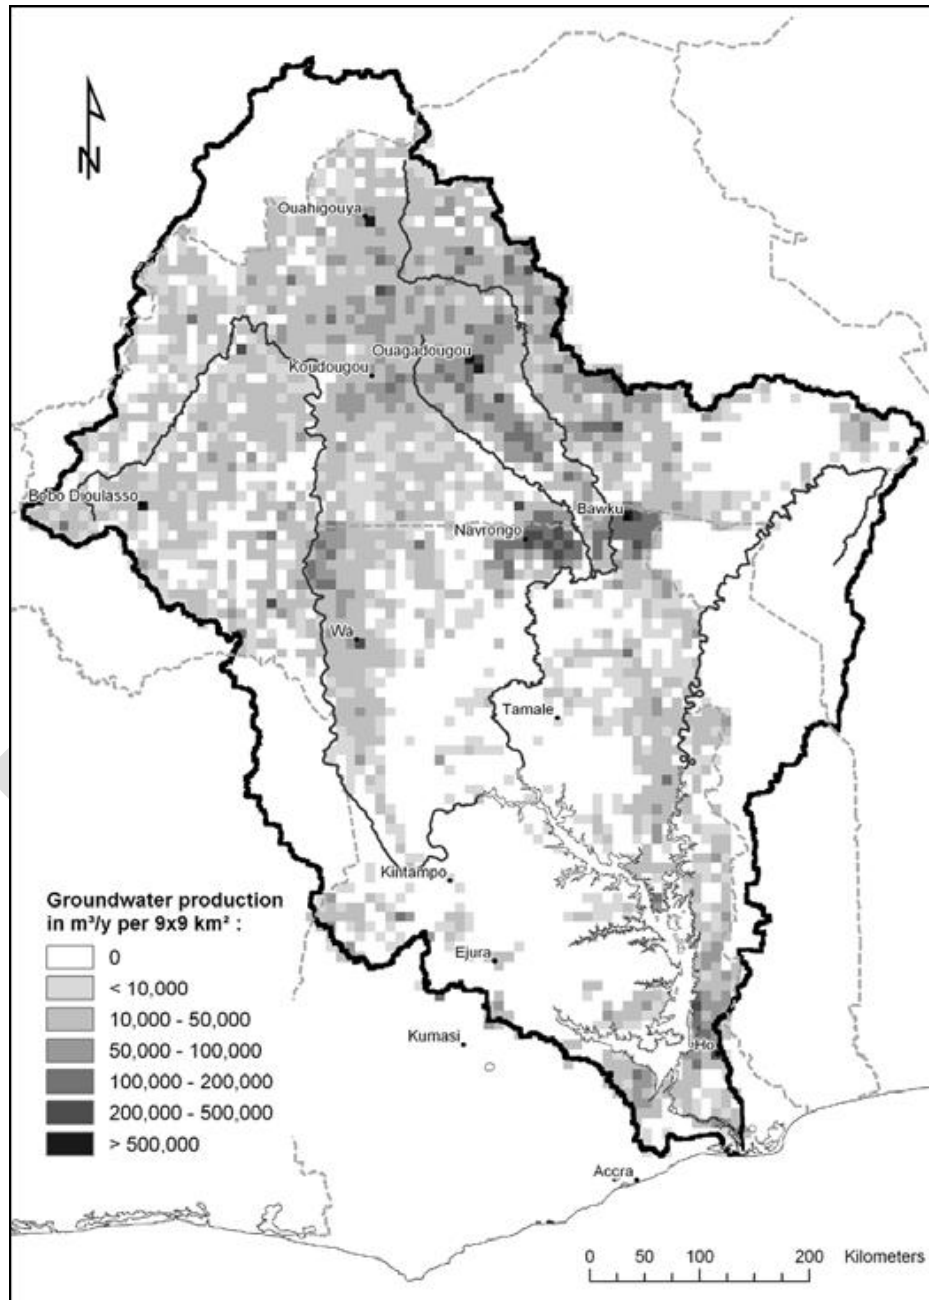 N
Ouahigouya
Ouagadougou
Koudougou
Bobo Dioulasso
Bawku
Navrongo
Wa
Tamale
Kintampo
Groundwater production
in m³/y per 9x9 km² :
0
< 10,000
10,000 - 50,000
50,000 - 100,000
100,000 - 200,000
200,000 - 500,000
> 500,000
Ejura
Kumasi
Ho
Accra
0 50 100 200 Kilometers